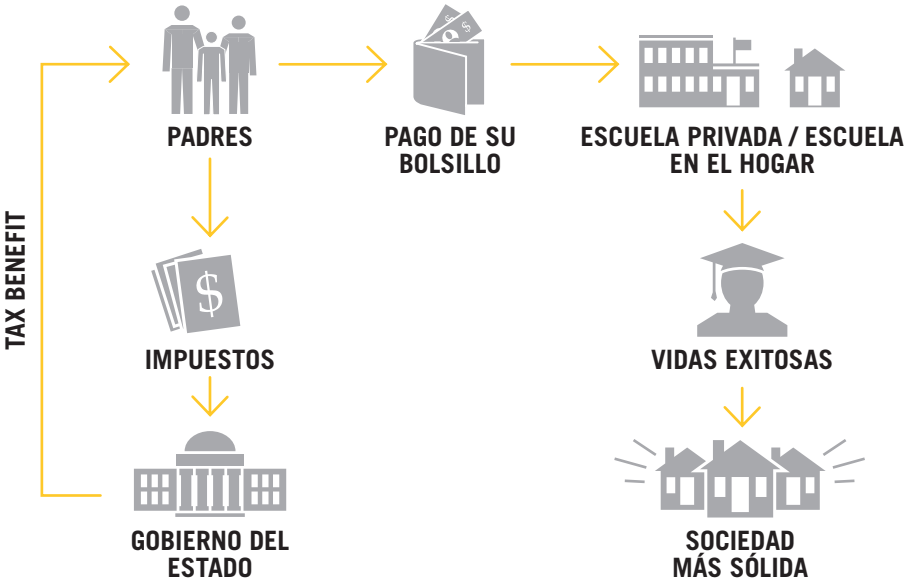 PADRES
PAGO DE SU
BOLSILLO
ESCUELA PRIVADA / ESCUELA
EN EL HOGAR
TAX BENEFIT
$
IMPUESTOS
VIDAS EXITOSAS
GOBIERNO DEL
ESTADO
SOCIEDAD
MÁS SÓLIDA